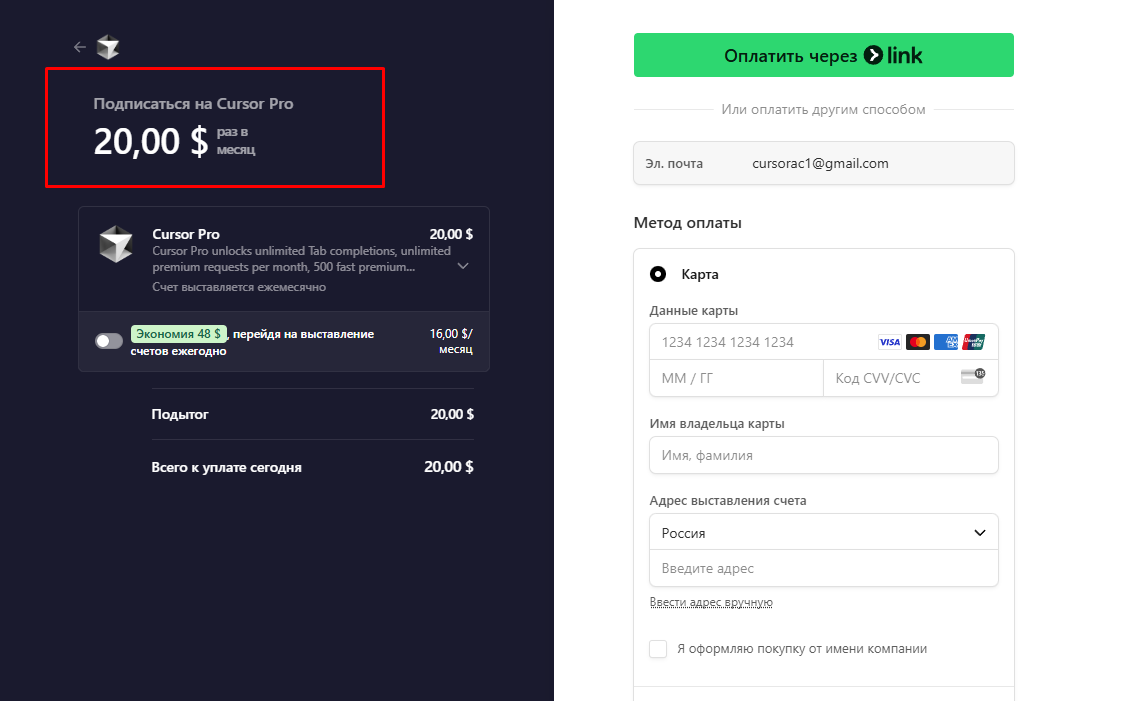 Подписаться на Cursor Pro
20,00 $ раз в
месяц
Cursor Pro 20,00 $
Cursor Pro unlocks unlimited Tab completions, unlimited
premium requests per month, 500 fast premium...
Счет выставляется ежемесячно
Экономия 48 $, перейдя на выставление
счетов ежегодно
16,00 $/
месяц
Подытог 20,00 $
Всего к уплате сегодня 20,00 $
Оплатить через link
Или оплатить другим способом
Эл. почта cursorac1@gmail.com
Метод оплаты
Карта
Данные карты
1234 1234 1234 1234 VISA
ММ / ГГ Код CVV/CVC 135
Имя владельца карты
Имя, фамилия
Адрес выставления счета
Россия
Введите адрес
Ввести адрес вручную
Я оформляю покупку от имени компании